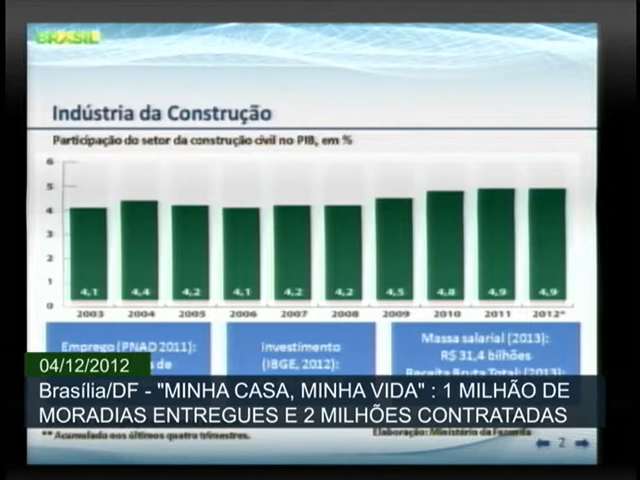 BRASIL
Indústria da Construção
Participação do setor da construção civil no PIB, em %
6
5
4
3
2
1
0
4,1 4,4 4,2 4,1 4,2 4,2 4,5 4,8 4,9 4,9
2003 2004 2005 2006 2007 2008 2009 2010 2011 2012*
Emprego (PNAD 2011):
de
Investimento
(IBGE, 2012):
Massa salarial (2013):
R$ 31,4 bilhões
Receita Bruta Total: (2013):
04/12/2012
Brasília/DF - "MINHA CASA, MINHA VIDA" : 1 MILHÃO DE
MORADIAS ENTREGUES E 2 MILHÕES CONTRATADAS
** Acumulado nos últimos quatro trimestres.
Elaboração: Ministério da Fazenda
2